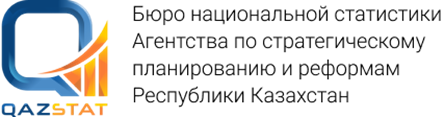 Бюро национальной статистики
Агентства по стратегическому
планированию и реформам
Республики Казахстан
QAZSTAT